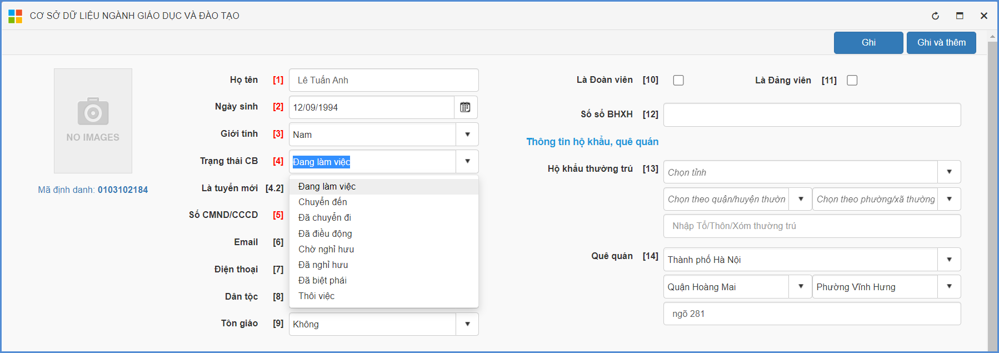 CƠ SỞ DỮ LIỆU NGÀNH GIÁO DỤC VÀ ĐÀO TẠO
Ghi
Ghi và thêm
NO IMAGES
Mã định danh: 0103102184
Họ tên [1] Lê Tuấn Anh
Ngày sinh [2] 12/09/1994
Giới tính [3] Nam
Trạng thái CB [4] Đang làm việc
Là tuyển mới [4.2]
Số CMND/CCCD [5]
Email [6]
Điện thoại [7]
Dân tộc [8]
Đang làm việc
Chuyển đến
Đã chuyển đi
Đã điều động
Chờ nghỉ hưu
Đã nghỉ hưu
Đã biệt phái
Thôi việc
Tôn giáo [9] Không
Là Đoàn viên [10]
Là Đảng viên [11]
Số sổ BHXH [12]
Thông tin hộ khẩu, quê quán
Hộ khẩu thường trú [13] Chọn tỉnh
Chọn theo quận/huyện thườn
Chọn theo phường/xã thường
Nhập Tổ/Thôn/Xóm thường trú
Quê quán [14] Thành phố Hà Nội
Quận Hoàng Mai
Phường Vĩnh Hưng
ngõ 281